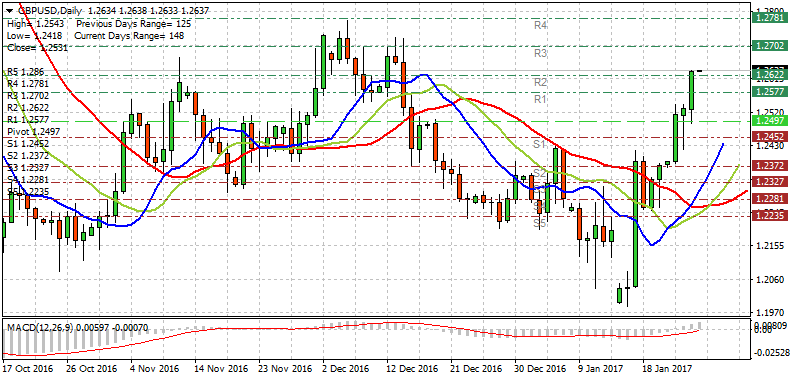 GBPUSD,Daily 1.2634 1.2638 1.2633 1.2637
High= 1.2543 Previous Days Range= 125
Low= 1.2418 Current Days Range= 148
Close= 1.2531
R5 1.286
R4 1.2781
R3 1.2702
R2 1.2622
R1 1.2577
Pivot 1.2497
S1 1.2452
S2 1.2372
S3 1.2327
S4 1.2281
S5 1.2235
R4
R3
R2
R1
S1
S2
S5
1.2800
1.2781
1.2702
1.2622
1.2577
1.2520
1.2497
1.2452
1.2430
1.2372
1.2327
1.2281
1.2235
1.2155
1.2060
1.1970
MACD(12,26,9) 0.00597 -0.00070
0.00809
-0.02528
17 Oct 2016
26 Oct 2016
4 Nov 2016
14 Nov 2016
23 Nov 2016
2 Dec 2016
12 Dec 2016
21 Dec 2016
30 Dec 2016
9 Jan 2017
18 Jan 2017